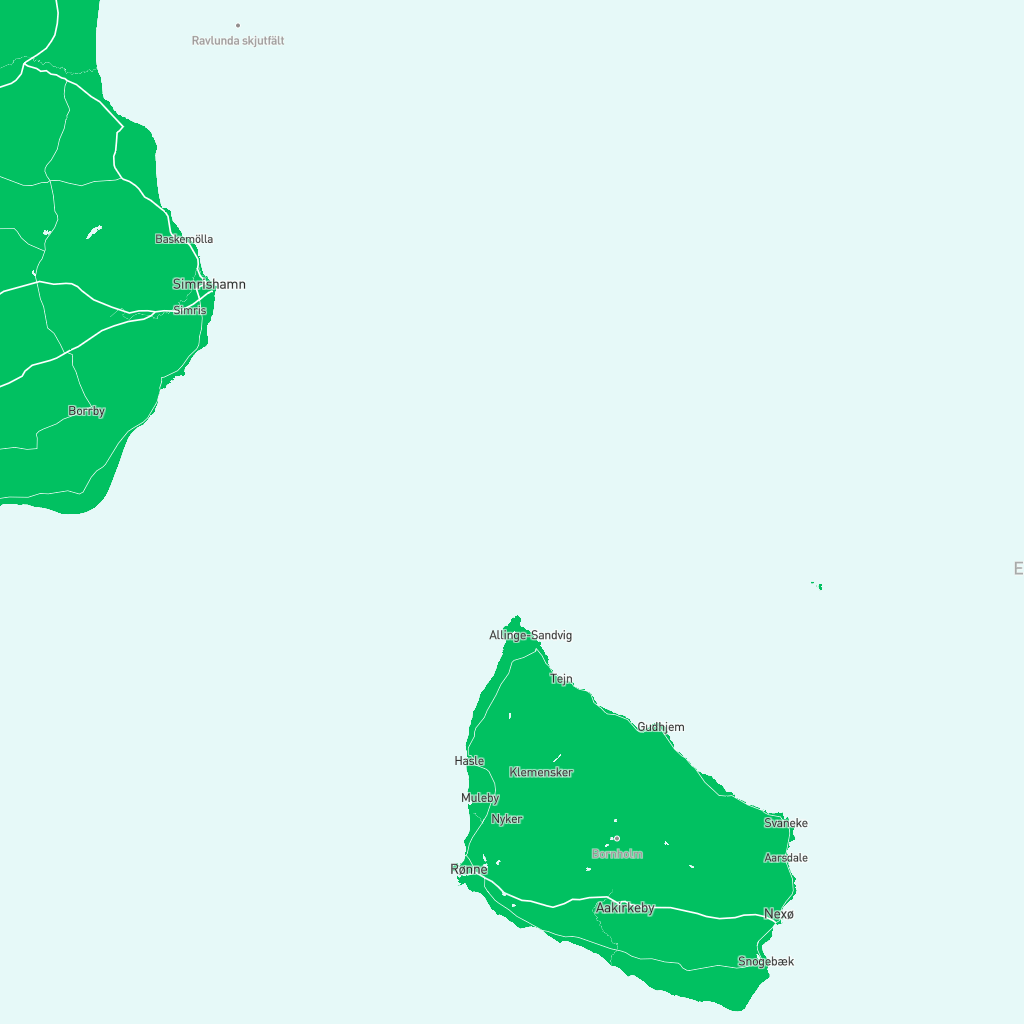 Ravlunda skjutfält
Baskemölla
Simrishamn
Simris
Borrby
E
Allinge-Sandvig
Tejn
Gudhjem
Hasle
Klemensker
Muleby
Nyker
Svaneke
Bornholm
Aarsdale
Rønne
Aakirkeby
Nexø
Snogebæk